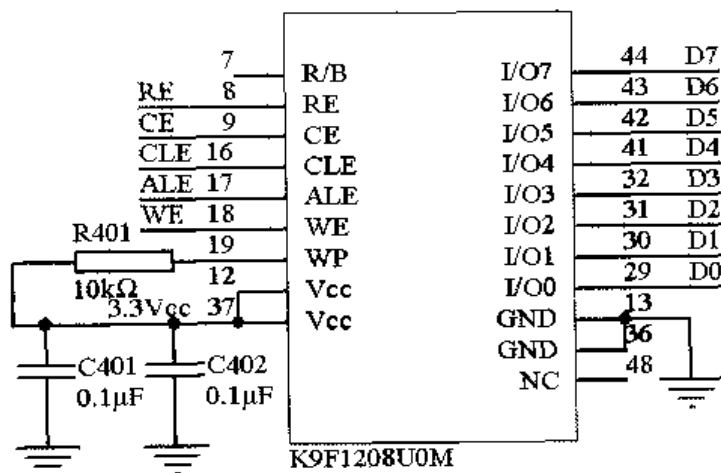 7 R/B I/O7 44 D7
RE 8 RE I/O6 43 D6
CE 9 CE I/O5 42 D5
CLE 16 CLE I/O4 41 D4
ALE 17 ALE I/O3 32 D3
WE 18 WE I/O2 31 D2
R401 19 WP I/O1 30 D1
10kΩ 12 Vcc I/O0 29 D0
3.3Vcc 37 Vcc GND 13
GND 36
C401 C402 NC 48
0.1μF 0.1μF
K9F1208U0M